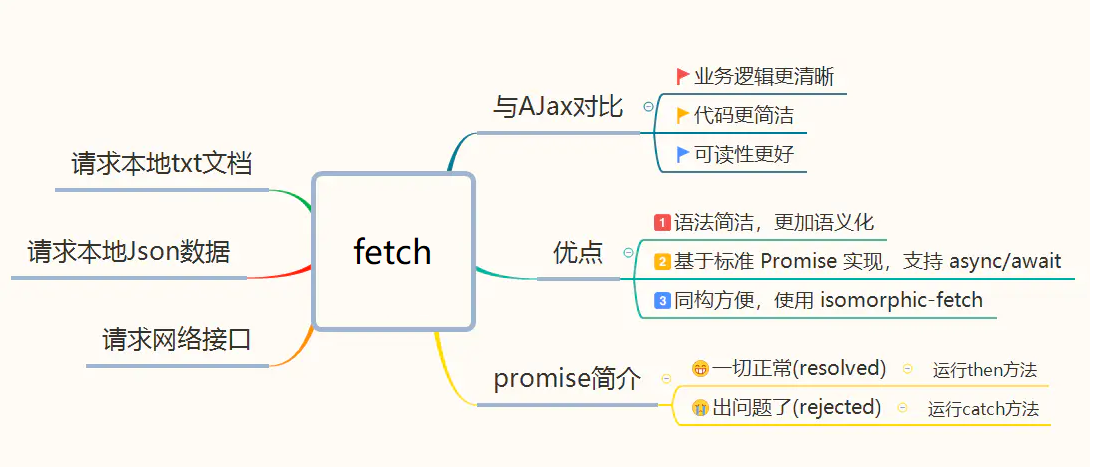 fetch
与AJax对比
业务逻辑更清晰
代码更简洁
可读性更好
优点
1 语法简洁，更加语义化
2 基于标准 Promise 实现，支持 async/await
3 同构方便，使用 isomorphic-fetch
promise简介
一切正常(resolved)
运行then方法
出问题了(rejected)
运行catch方法
请求本地txt文档
请求本地Json数据
请求网络接口